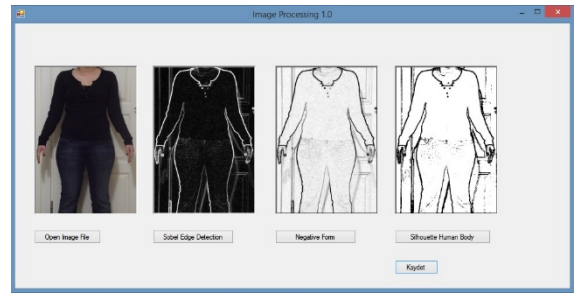 Image Processing 1.0
Open Image File
Sobel Edge Detection
Negative Form
Silhouette Human Body
Kaydet